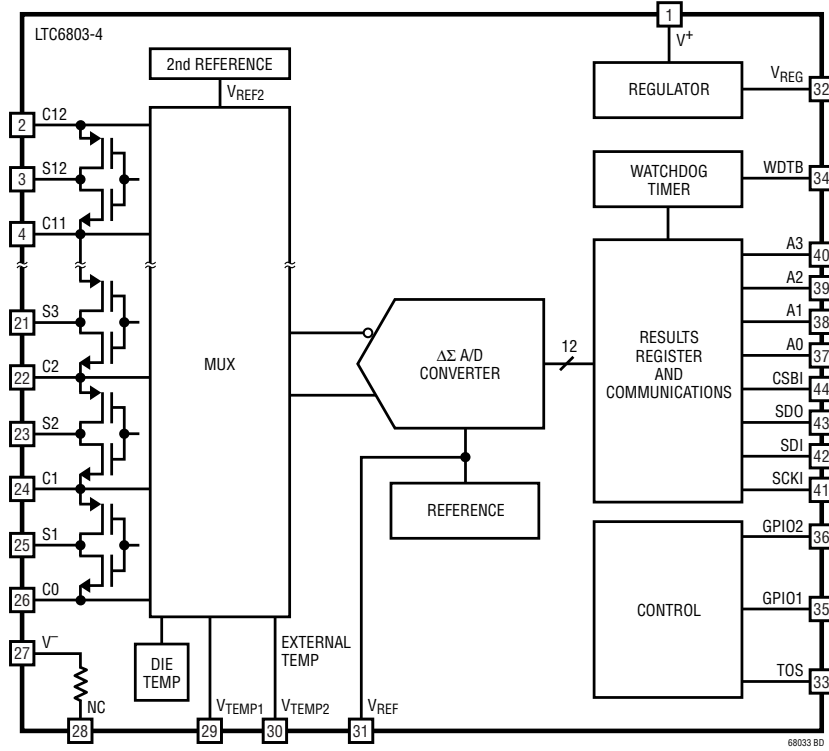 LTC6803-4
1
V+
2nd REFERENCE
VREF2
REGULATOR
VREG
32
2
C12
3
S12
4
C11
WATCHDOG
TIMER
WDTB
34
A3
40
A2
39
A1
38
A0
37
CSBI
44
SDO
43
SDI
42
SCKI
41
21
S3
22
C2
23
S2
24
C1
25
S1
26
C0
MUX
ΔΣ A/D
CONVERTER
12
RESULTS
REGISTER
AND
COMMUNICATIONS
REFERENCE
GPIO2
36
CONTROL
GPIO1
35
TOS
33
27
V–
NC
28
DIE
TEMP
EXTERNAL
TEMP
VTEMP1
29
VTEMP2
30
VREF
31
68033 BD